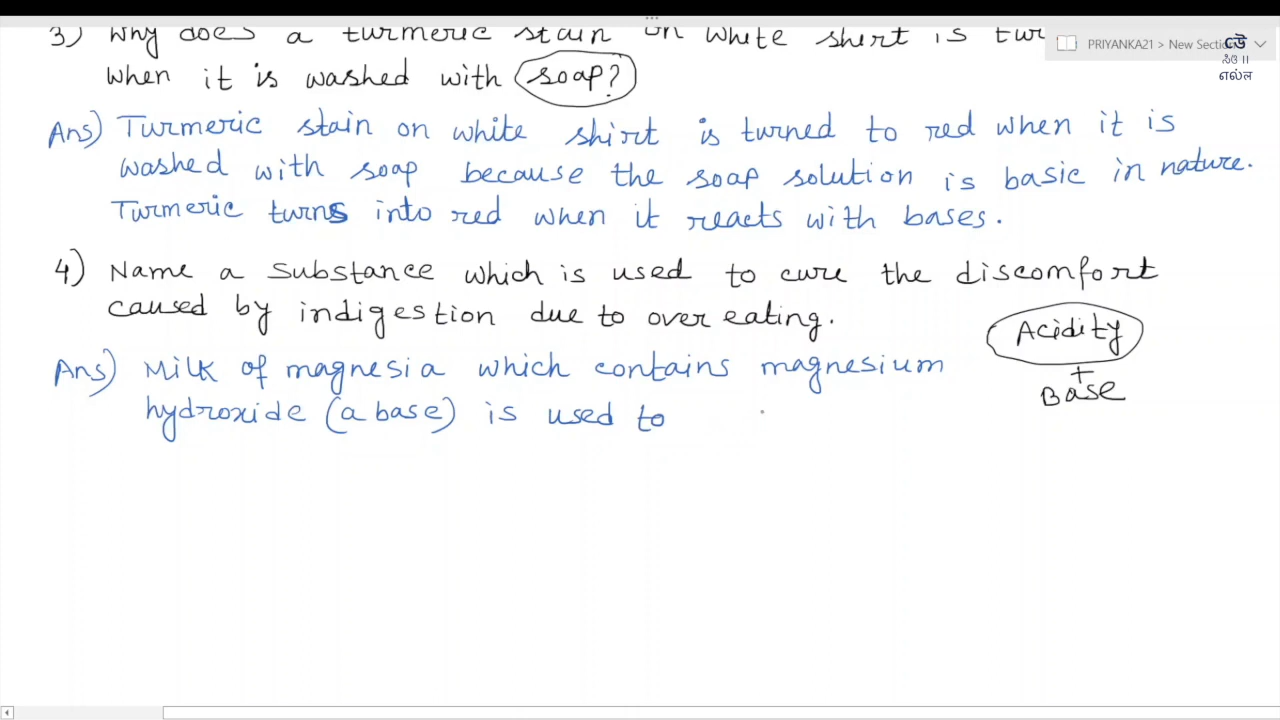 3) Why does a turmeric stain on white shirt is
PRIYANKA21 > New Section
when it is washed with soap?
எல்ல
Ans) Turmeric stain on white shirt is turned to red when it is
washed with soap because the soap solution is basic in nature.
Turmeric turns into red when it reacts with bases.
4) Name a substance which is used to cure the discomfort
caused by indigestion due to over eating.
Acidity
+
Base
Ans) Milk of magnesia which contains magnesium
hydroxide (a base) is used to